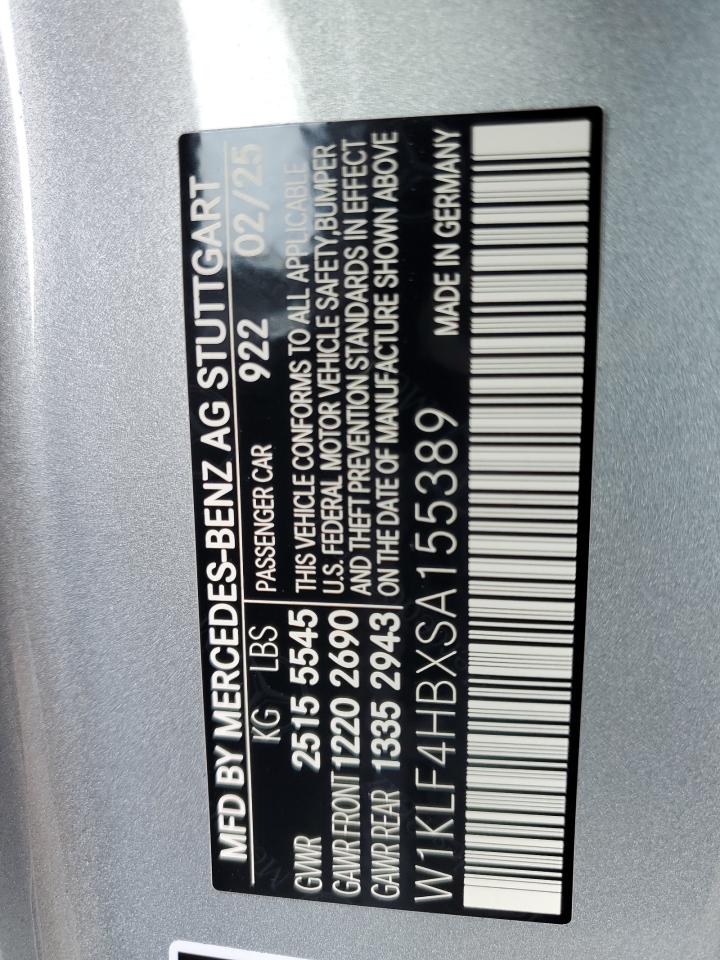 MFD BY MERCEDES-BENZ AG STUTTGART
KG LBS PASSENGER CAR 922 02/25
GWR 2515 5545 THIS VEHICLE CONFORMS TO ALL APPLICABLE
GAWR FRONT 1220 2690 U.S. FEDERAL MOTOR VEHICLE SAFETY,BUMPER
GAWR REAR 1335 2943 AND THEFT PREVENTION STANDARDS IN EFFECT
ON THE DATE OF MANUFACTURE SHOWN ABOVE
W1KLF4HBXSA155389 MADE IN GERMANY